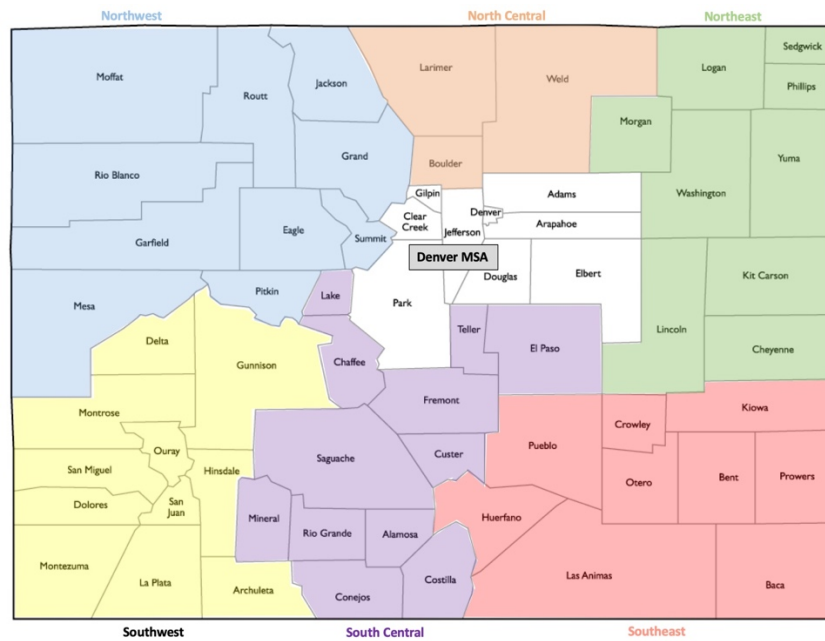 Northwest
North Central
Northeast
Moffat
Routt
Jackson
Larimer
Weld
Logan
Sedgwick
Phillips
Morgan
Rio Blanco
Grand
Boulder
Washington
Yuma
Gilpin
Adams
Clear
Creek
Denver
Arapahoe
Jefferson
Garfield
Eagle
Summit
Denver MSA
Douglas
Elbert
Kit Carson
Mesa
Pitkin
Lake
Park
Teller
El Paso
Lincoln
Cheyenne
Delta
Gunnison
Chaffee
Fremont
Montrose
Kiowa
Crowley
Ouray
San Miguel
Hinsdale
Saguache
Custer
Pueblo
Otero
Bent
Prowers
Dolores
San
Juan
Mineral
Rio Grande
Alamosa
Huerfano
Montezuma
La Plata
Archuleta
Conejos
Costilla
Las Animas
Baca
Southwest
South Central
Southeast